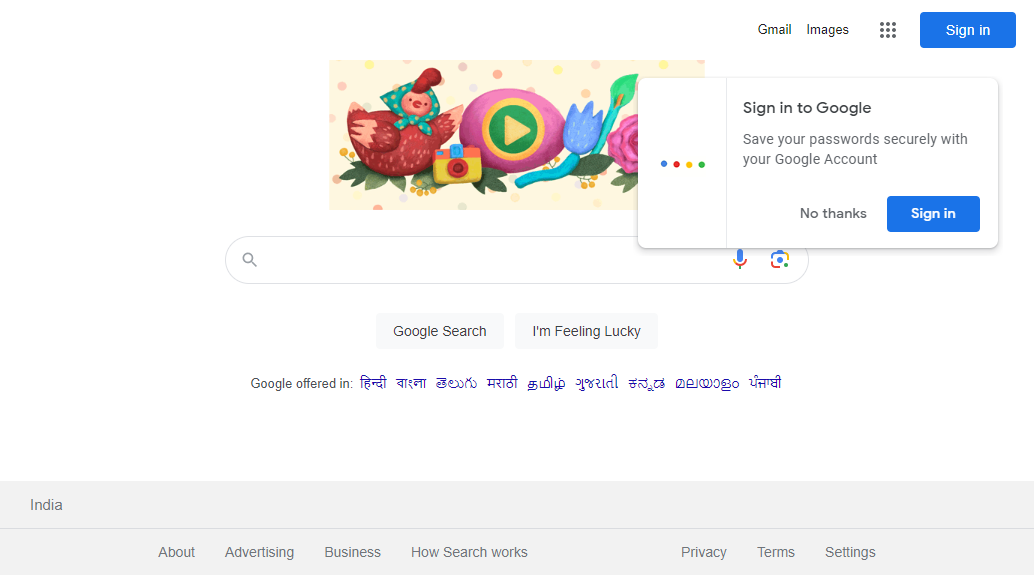 Gmail Images Sign in
Sign in to Google
Save your passwords securely with
your Google Account
No thanks Sign in
Google Search I'm Feeling Lucky
Google offered in: हिन्दी বাংলা తెలుగు मराठी தமிழ் ગુજરાતી ಕನ್ನಡ മലയാളം ਪੰਜਾਬੀ
India
About Advertising Business How Search works Privacy Terms Settings